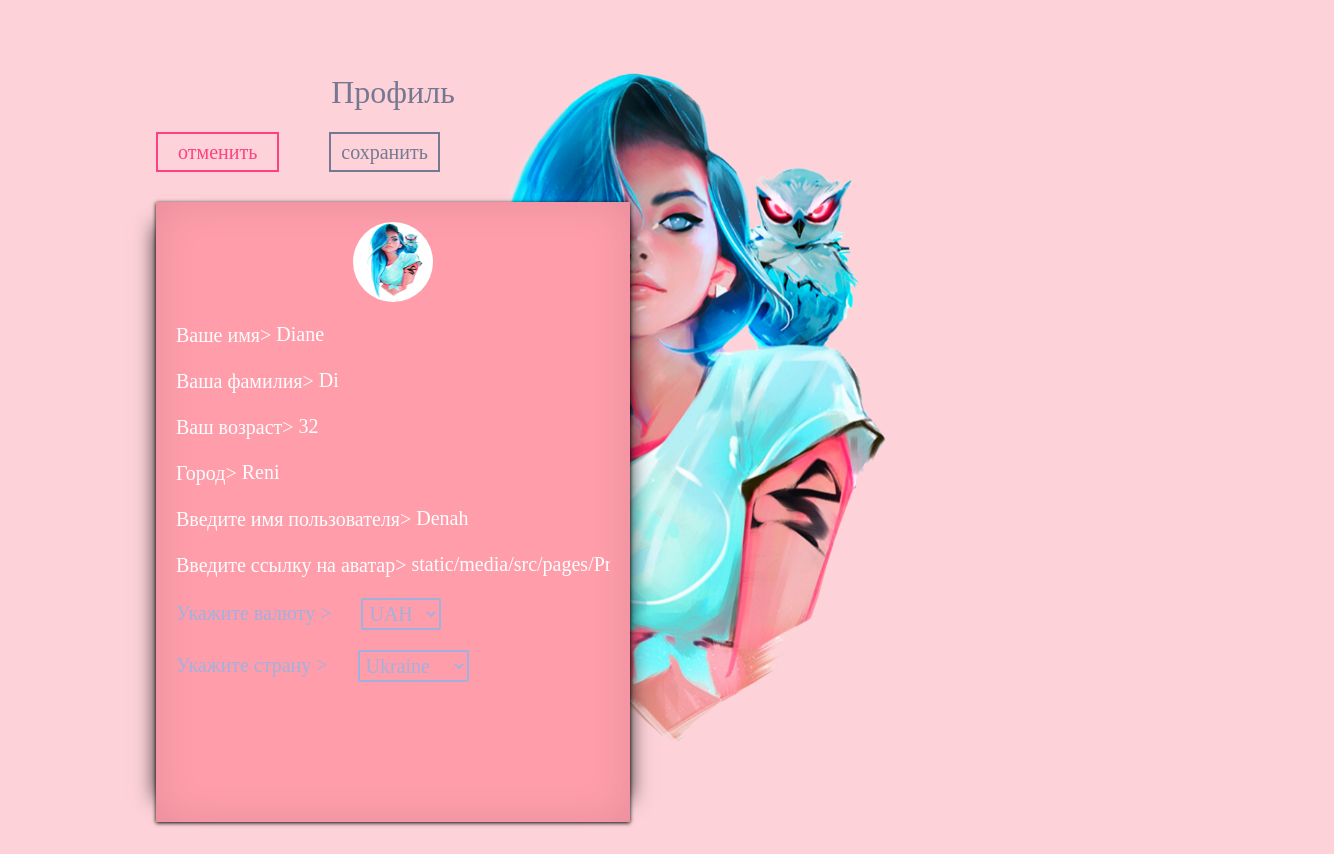 Профиль
отменить сохранить
Ваше имя> Diane
Ваша фамилия> Di
Ваш возраст> 32
Город> Reni
Введите имя пользователя> Denah
Введите ссылку на аватар> static/media/src/pages/Pr
Укажите валюту > UAH
Укажите страну > Ukraine